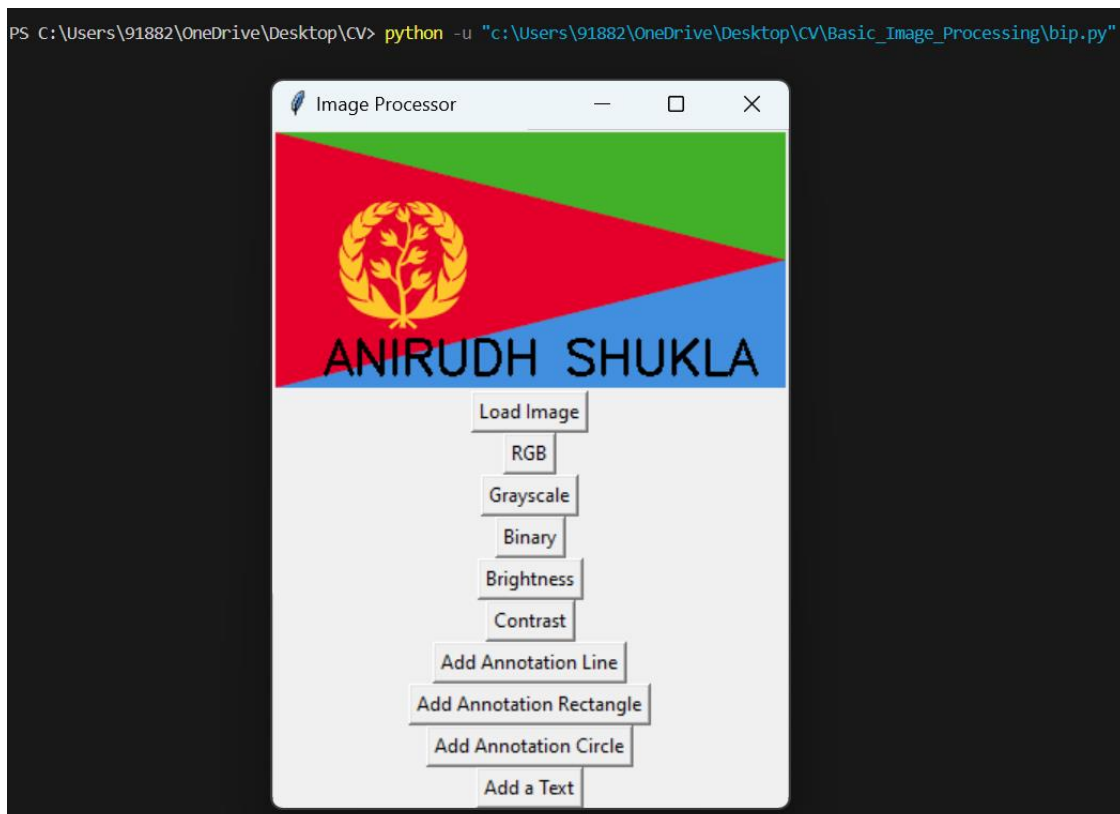 PS C:\Users\91882\OneDrive\Desktop\CV> python -u "c:\Users\91882\OneDrive\Desktop\CV\Basic_Image_Processing\bip.py"
Image Processor
ANIRUDH SHUKLA
Load Image
RGB
Grayscale
Binary
Brightness
Contrast
Add Annotation Line
Add Annotation Rectangle
Add Annotation Circle
Add a Text